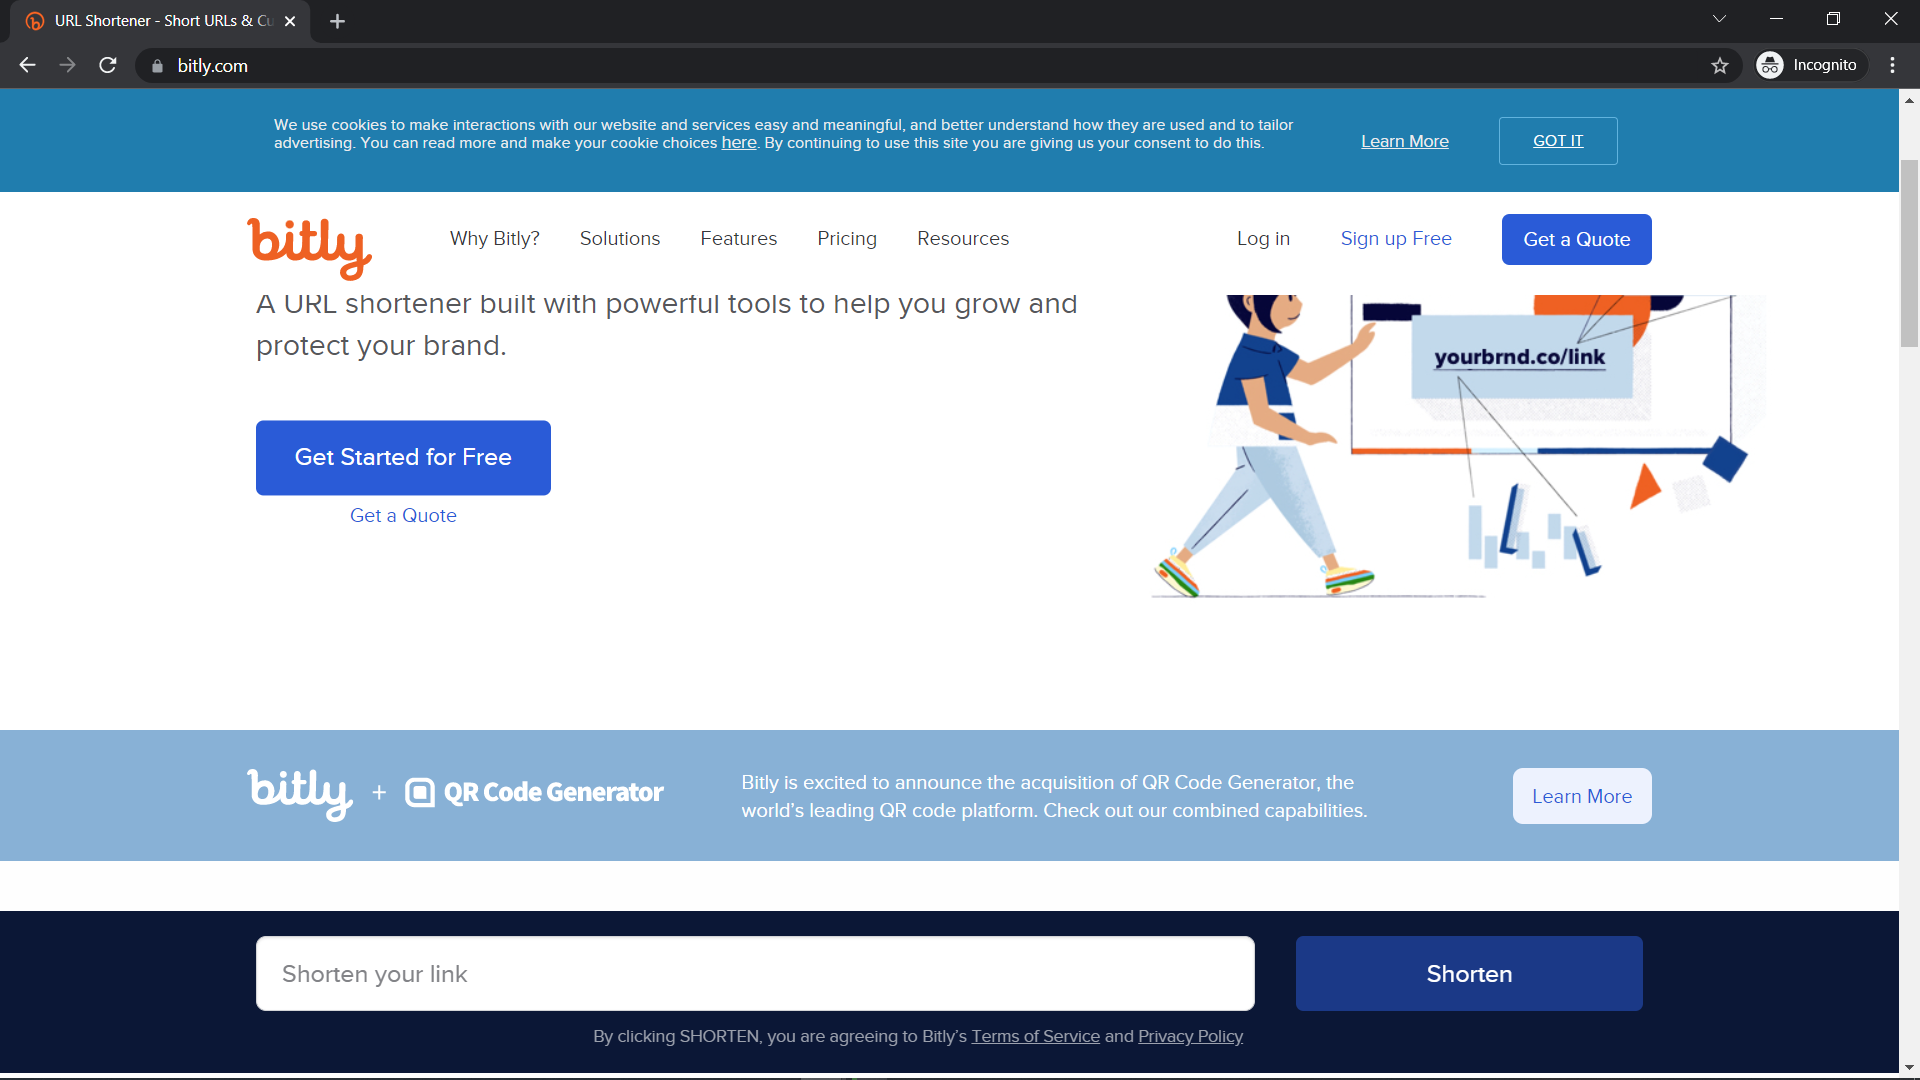 URL Shortener - Short URLs & Cu
bitly.com
Incognito
We use cookies to make interactions with our website and services easy and meaningful, and better understand how they are used and to tailor
advertising. You can read more and make your cookie choices here. By continuing to use this site you are giving us your consent to do this.
Learn More
GOT IT
bitly
Why Bitly?
Solutions
Features
Pricing
Resources
Log in
Sign up Free
Get a Quote
A URL shortener built with powerful tools to help you grow and
protect your brand.
yourbrnd.co/link
Get Started for Free
Get a Quote
bitly + QR Code Generator
Bitly is excited to announce the acquisition of QR Code Generator, the
world's leading QR code platform. Check out our combined capabilities.
Learn More
Shorten your link
Shorten
By clicking SHORTEN, you are agreeing to Bitly's Terms of Service and Privacy Policy